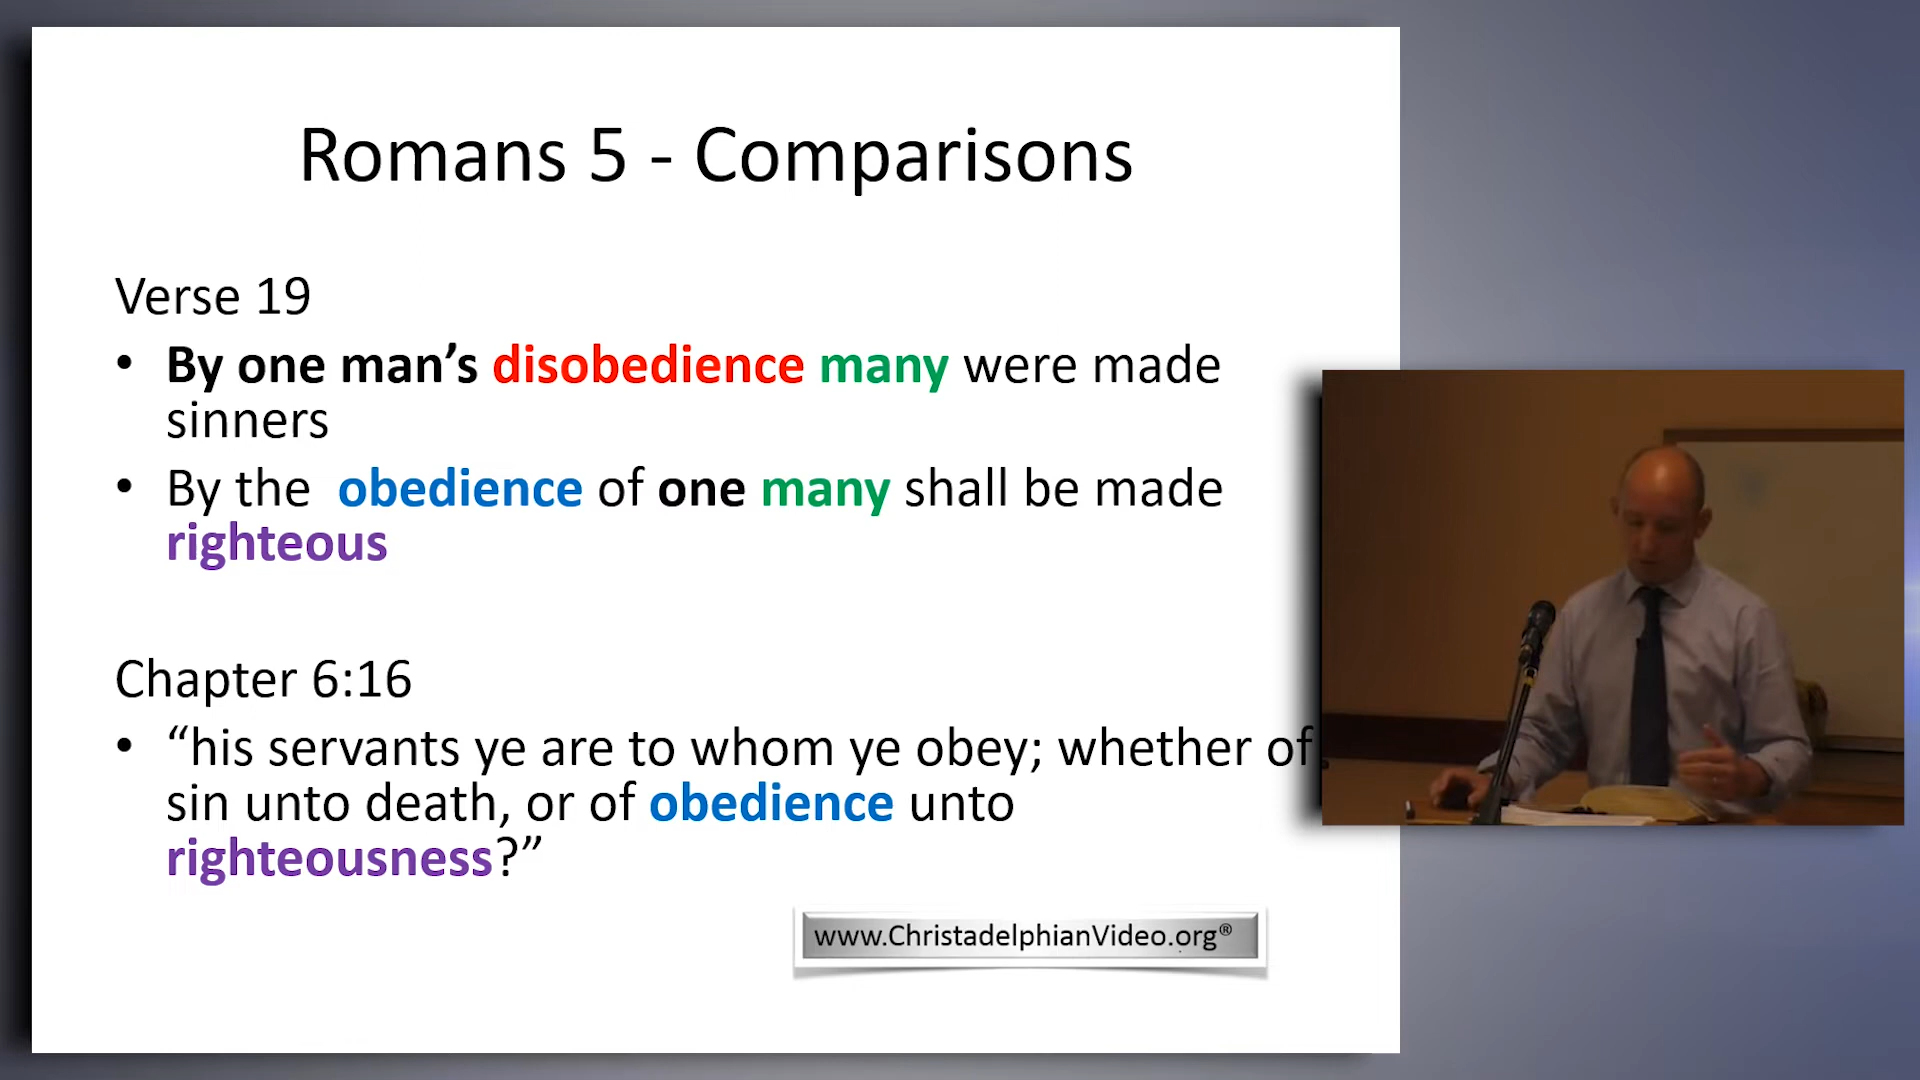 Romans 5 - Comparisons
Verse 19
• By one man’s disobedience many were made
sinners
• By the obedience of one many shall be made
righteous
Chapter 6:16
• “his servants ye are to whom ye obey; whether of
sin unto death, or of obedience unto
righteousness?”
www.ChristadelphianVideo.org®